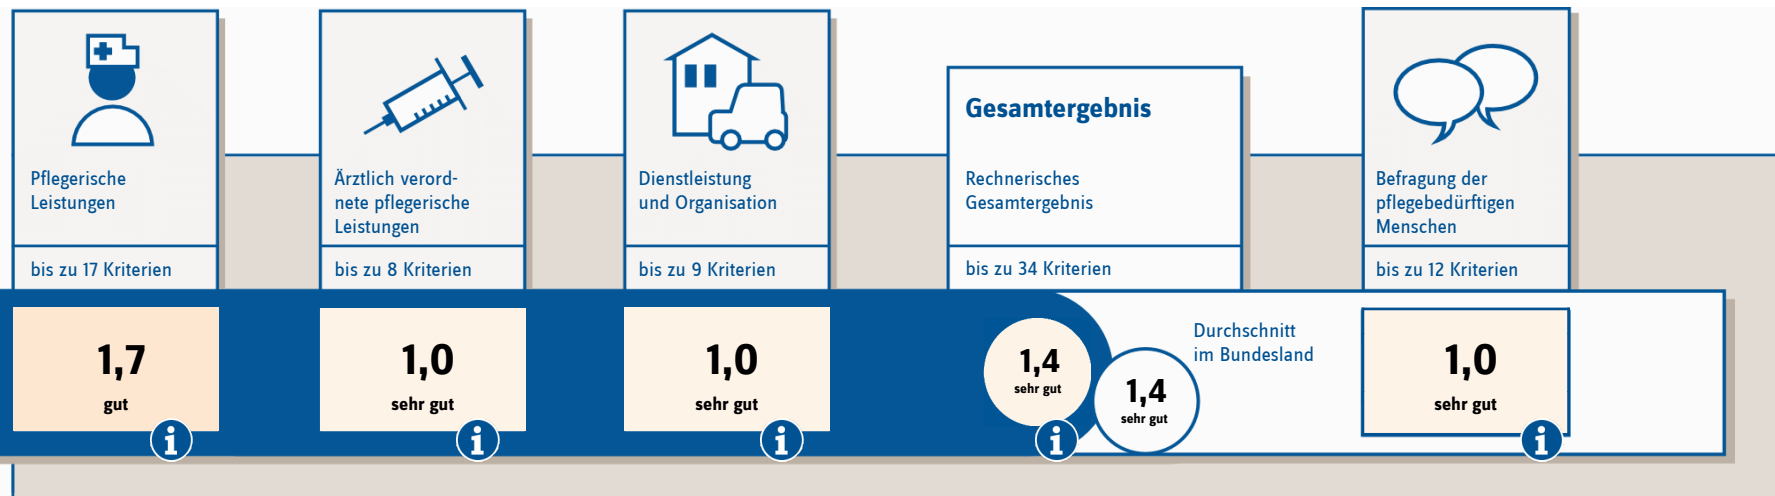 Pflegerische
Leistungen
bis zu 17 Kriterien
1,7
gut
Ärztlich verord-
nete pflegerische
Leistungen
bis zu 8 Kriterien
1,0
sehr gut
Dienstleistung
und Organisation
bis zu 9 Kriterien
1,0
sehr gut
Gesamtergebnis
Rechnerisches
Gesamtergebnis
bis zu 34 Kriterien
1,4
sehr gut
Durchschnitt
im Bundesland
1,4
sehr gut
Befragung der
pflegebedürftigen
Menschen
bis zu 12 Kriterien
1,0
sehr gut